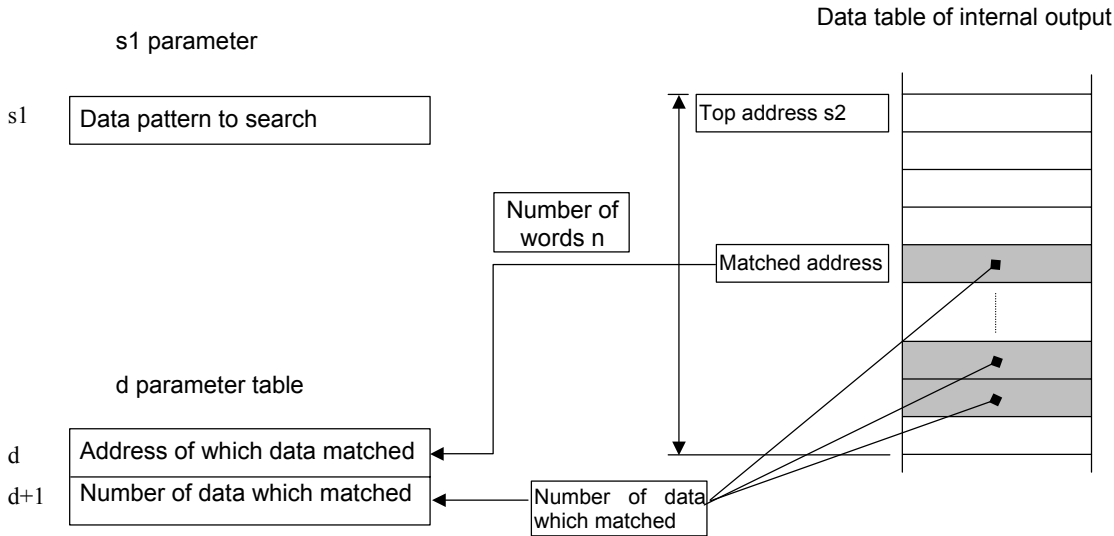 Data table of internal output
s1 parameter
s1
Data pattern to search
Top address s2
Number of
words n
Matched address
d parameter table
d
Address of which data matched
d+1
Number of data which matched
Number of data
which matched